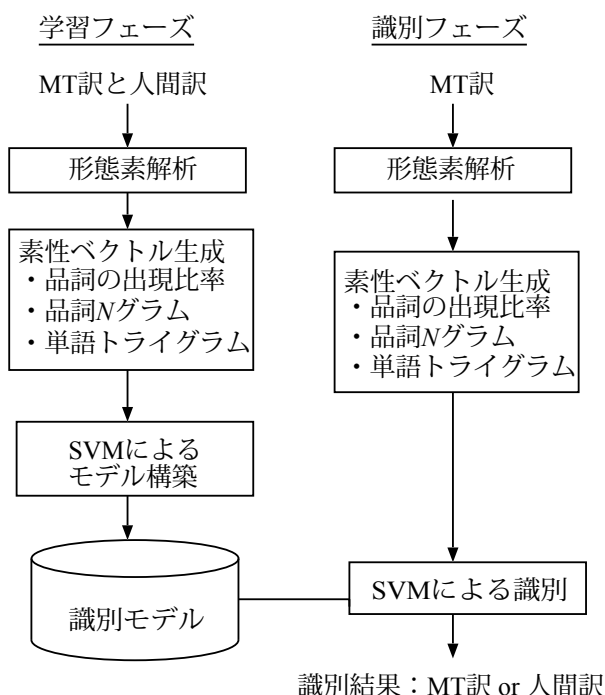 学習フェーズ
MT訳と人間訳
形態素解析
素性ベクトル生成
・品詞の出現比率
・品詞Nグラム
・単語トライグラム
SVMによる
モデル構築
識別モデル
識別フェーズ
MT訳
形態素解析
素性ベクトル生成
・品詞の出現比率
・品詞Nグラム
・単語トライグラム
SVMによる識別
識別結果：MT訳 or 人間訳